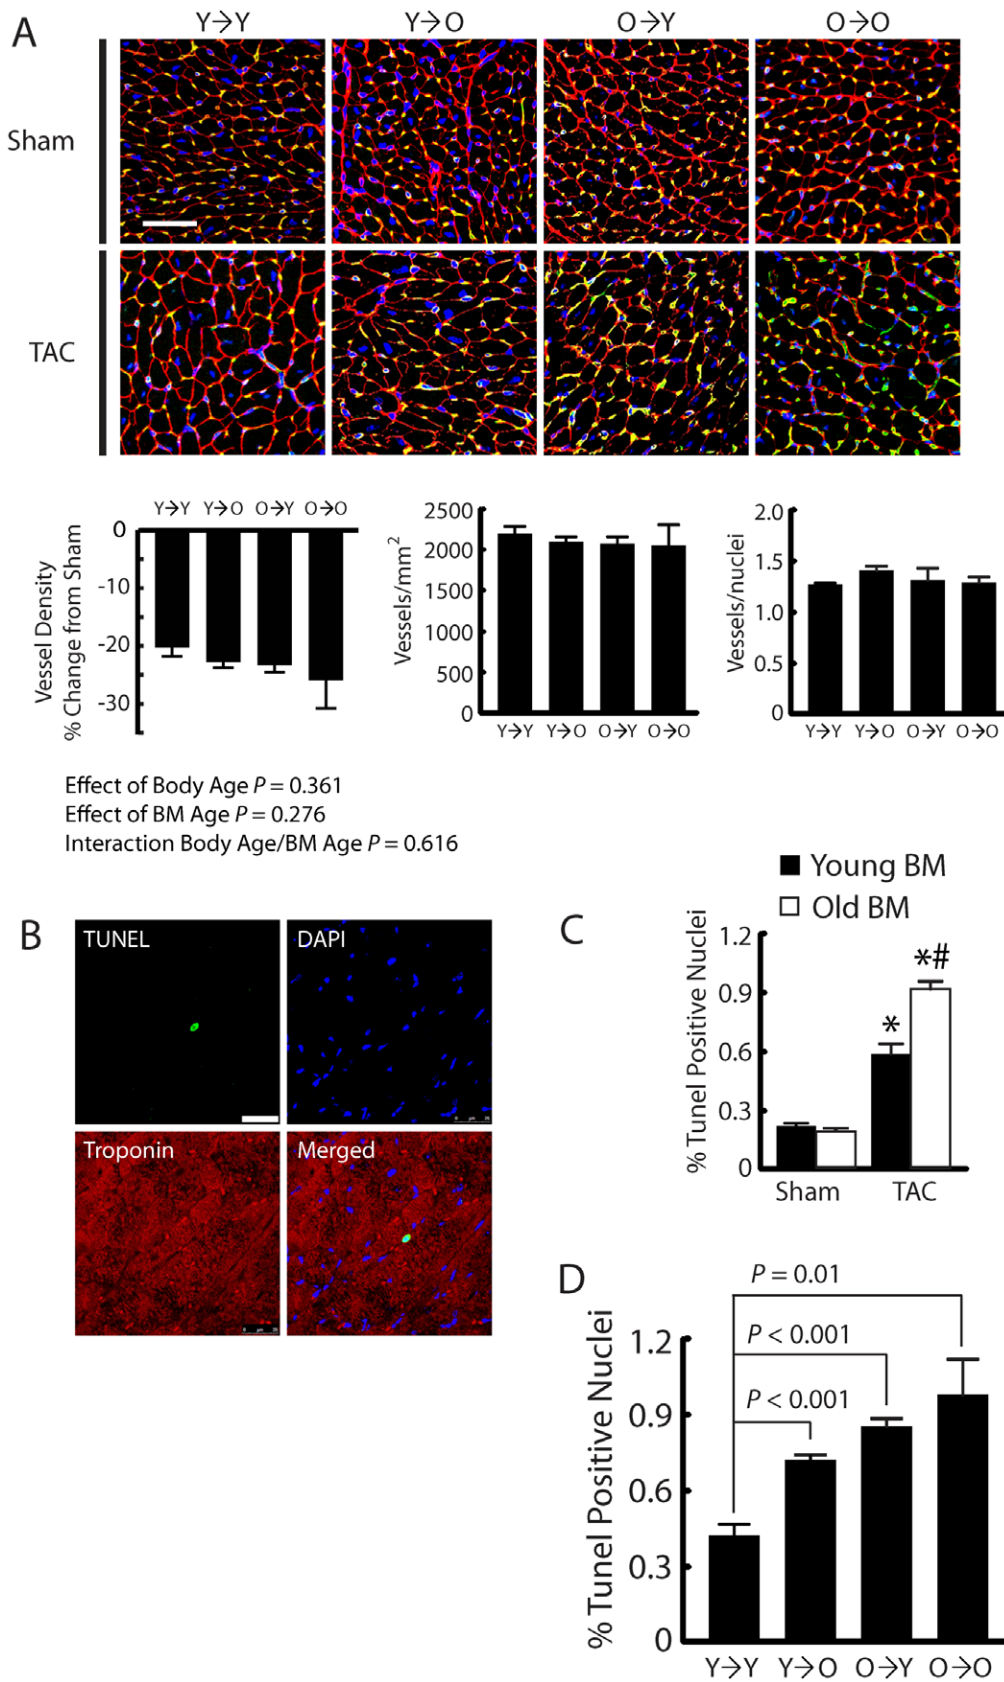 A
Y→Y Y→O O→Y O→O
Sham
TAC
Y→Y Y→O O→Y O→O
0
-10
-20
-30
Vessel Density
% Change from Sham
2500
2000
1500
1000
500
0
Vessels/mm2
Y→Y Y→O O→Y O→O
2.0
1.5
1.0
0.5
0
Vessels/nuclei
Y→Y Y→O O→Y O→O
Effect of Body Age P = 0.361
Effect of BM Age P = 0.276
Interaction Body Age/BM Age P = 0.616
B
TUNEL
DAPI
Troponin
Merged
C
Young BM
Old BM
% Tunel Positive Nuclei
1.2
0.9
0.6
0.3
0
*
*#
Sham TAC
D
P = 0.01
P < 0.001
P < 0.001
% Tunel Positive Nuclei
1.2
0.9
0.6
0.3
0
Y→Y Y→O O→Y O→O